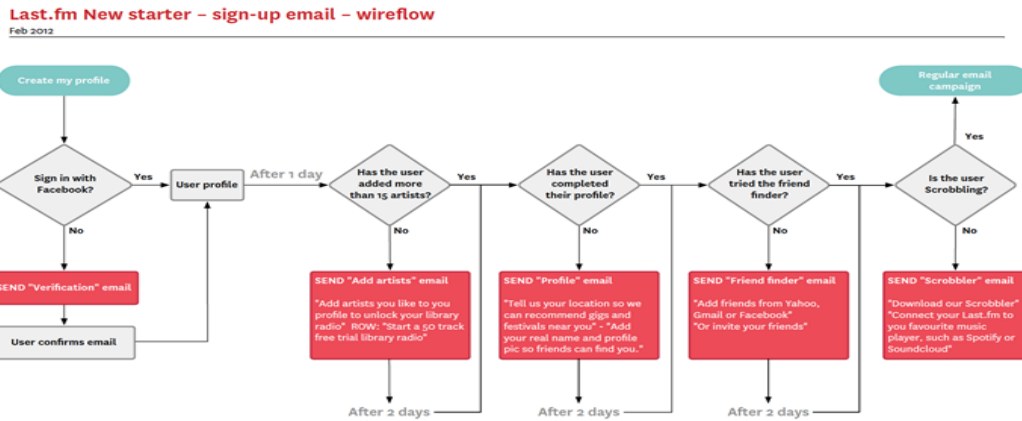 Last.fm New starter – sign-up email – wireflow
Feb 2012
Create my profile
Regular email
campaign
Yes
Sign in with
Facebook?
Yes
User profile
After 1 day
Has the user
added more
than 15 artists?
Yes
Has the user
completed
their profile?
Yes
Has the user
tried the friend
finder?
Yes
Is the user
Scrobbling?
No
No
No
No
No
SEND "Verification" email
User confirms email
SEND "Add artists" email
"Add artists you like to you
profile to unlock your library
radio" ROW: "Start a 50 track
free trial library radio"
SEND "Profile" email
"Tell us your location so we
can recommend gigs and
festivals near you" - "Add
your real name and profile
pic so friends can find you."
SEND "Friend finder" email
"Add friends from Yahoo,
Gmail or Facebook"
"Or invite your friends"
SEND "Scrobbler" email
"Download our Scrobbler"
"Connect your Last.fm to
you favourite music
player, such as Spotify or
Soundcloud"
After 2 days
After 2 days
After 2 days